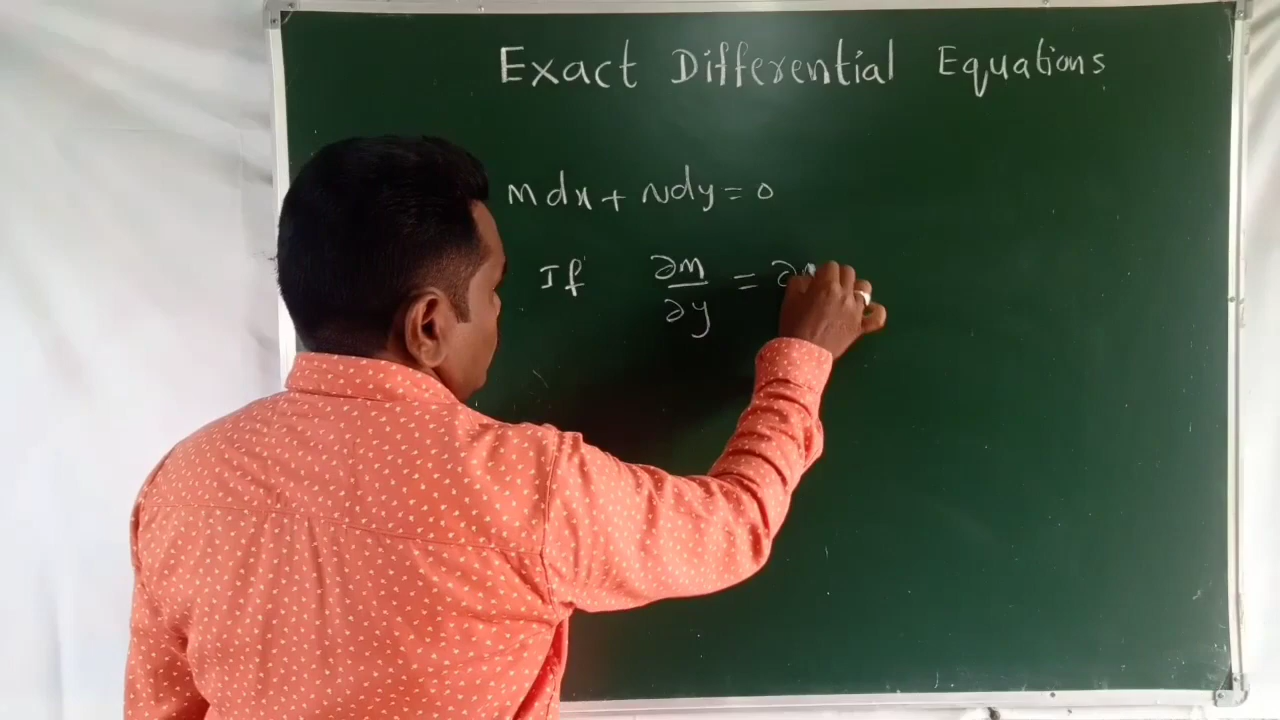 Exact Differential Equations
Mdx + Ndy = 0
If ∂M/∂y = ∂